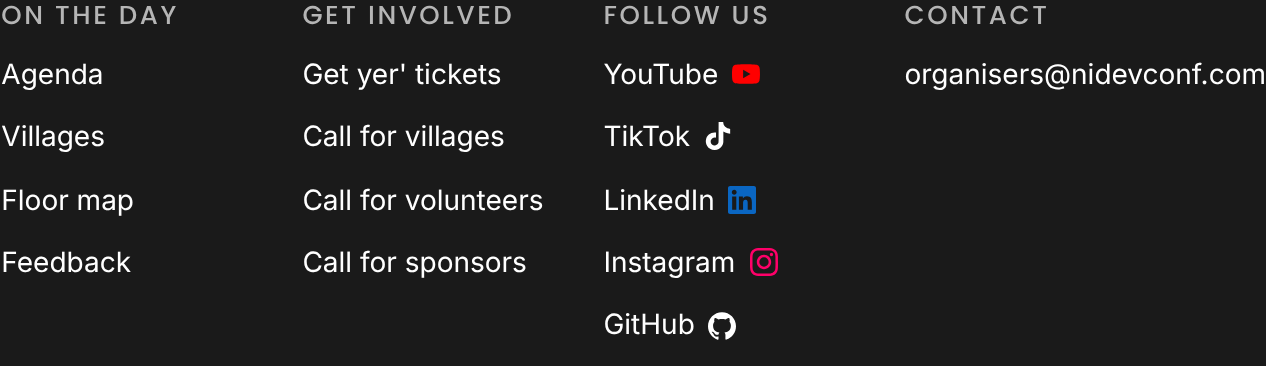 ON THE DAY
Agenda
Villages
Floor map
Feedback
GET INVOLVED
Get yer' tickets
Call for villages
Call for volunteers
Call for sponsors
FOLLOW US
YouTube
TikTok
LinkedIn
Instagram
GitHub
CONTACT
organisers@nidevconf.com